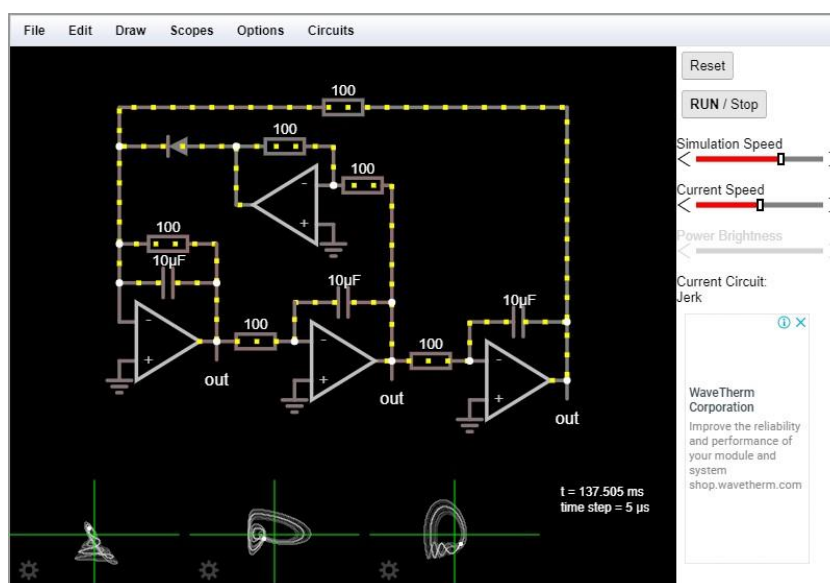 File Edit Draw Scopes Options Circuits
Reset
RUN / Stop
Simulation Speed
Current Speed
Power Brightness
Current Circuit:
Jerk
100
100
100
-
+
100
10µF
10µF
10µF
100
100
-
+
-
+
-
+
out
out
out
t = 137.505 ms
time step = 5 µs
WaveTherm
Corporation
Improve the reliability
and performance of
your module and
system
shop.wavetherm.com